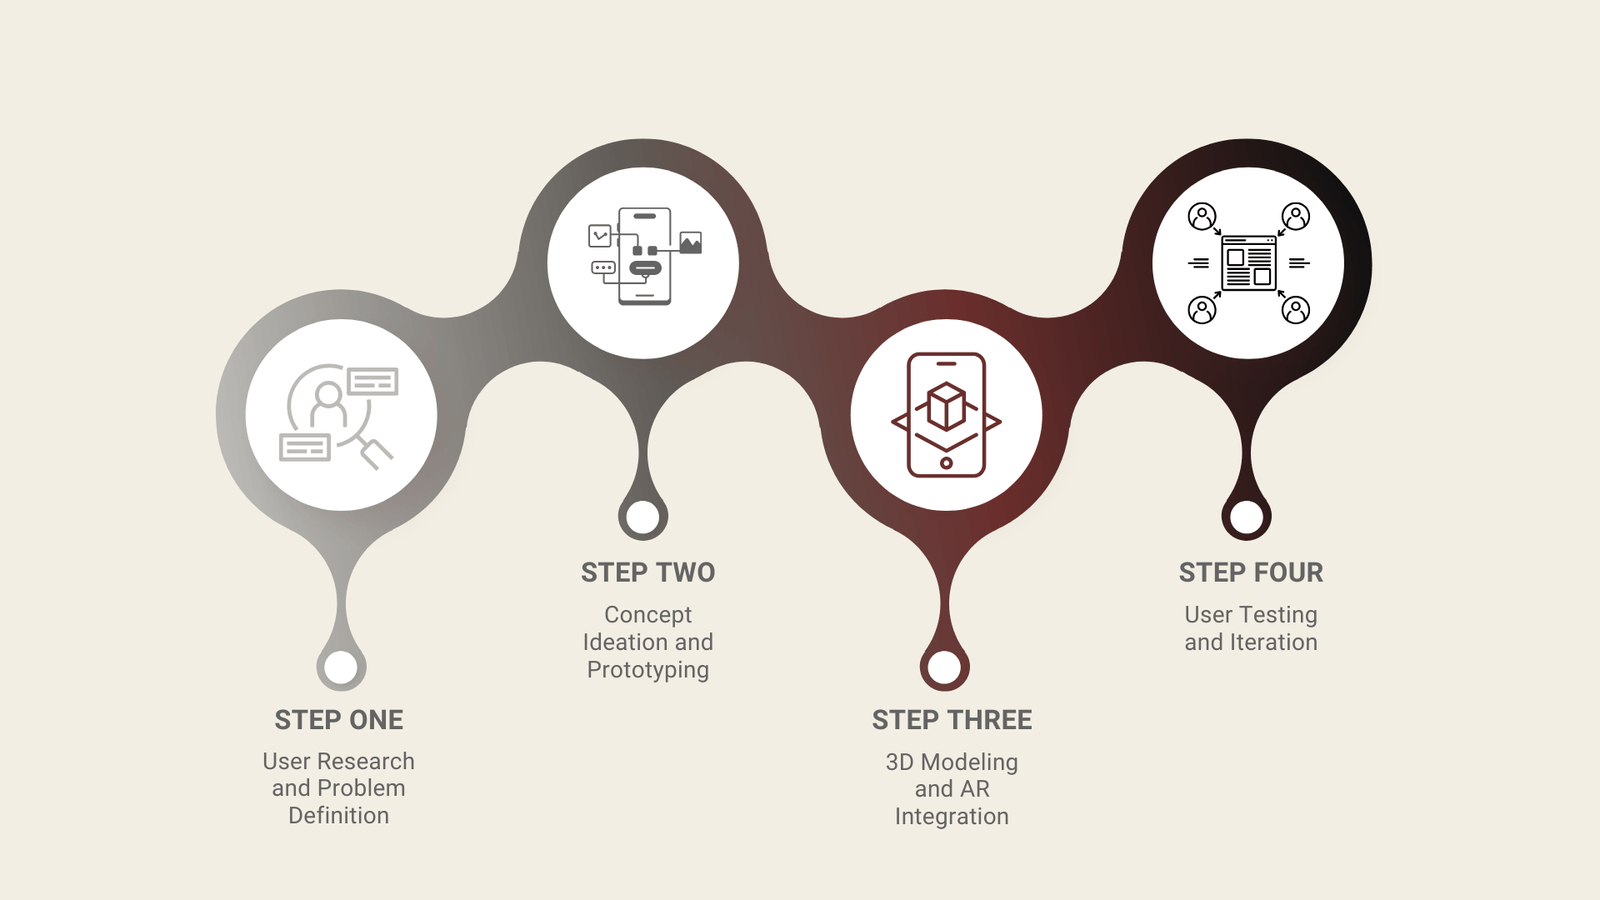 STEP ONE
User Research
and Problem
Definition
STEP TWO
Concept
Ideation and
Prototyping
STEP THREE
3D Modeling
and AR
Integration
STEP FOUR
User Testing
and Iteration